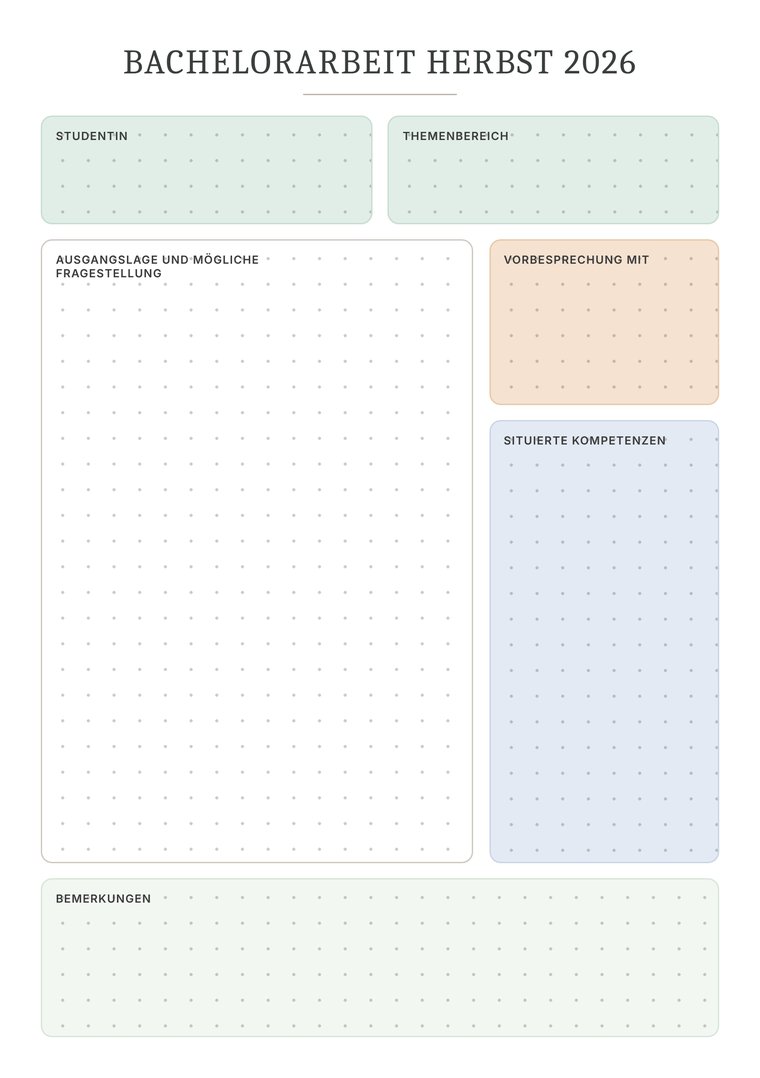 BACHELORARBEIT HERBST 2026
STUDENTIN
THEMENBEREICH
AUSGANGSLAGE UND MÖGLICHE
FRAGESTELLUNG
VORBESPRECHUNG MIT
SITUIERTE KOMPETENZEN
BEMERKUNGEN